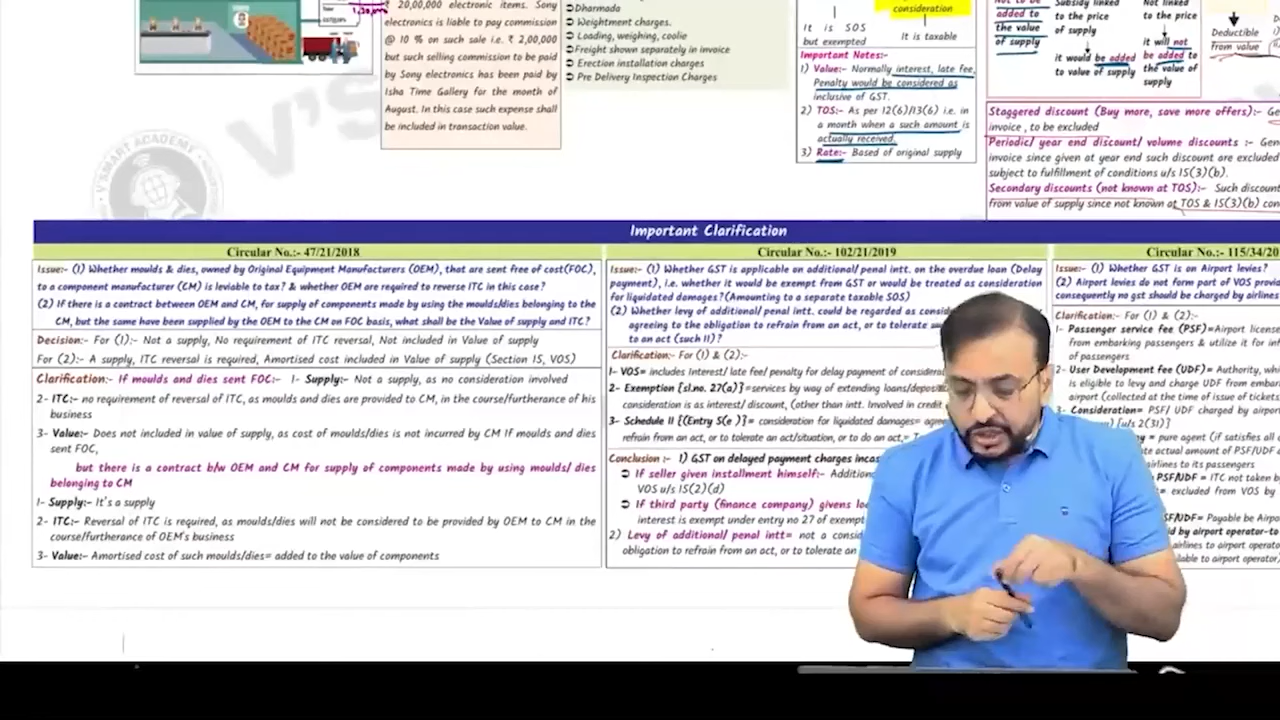 ₹ 20,00,000 electronic items. Sony
electronics is liable to pay commission
@ 10 % on such sale i.e. ₹ 2,00,000
but such selling commission to be paid
by Sony electronics has been paid by
Isha Time Gallery for the month of
August. In this case such expense shall
be included in transaction value.
Dharmada
Weightment charges.
Loading, weighing, coolie
Freight shown separately in invoice
Erection installation charges
Pre Delivery Inspection Charges
consideration
It is SOS
but exempted
It is taxable
Important Notes:
1) Value:- Normally interest, late fee,
Penalty would be considered as
inclusive of GST.
2) TOS:- As per 12(6)/13(6) i.e. in
a month when a such amount is
actually received.
3) Rate:- Based of original supply
Not to be
added to
the value
of supply
Subsidy linked
to the price
of supply
it would be added
to value of supply
Not linked
to the price
it will not
be added to
the value of
supply
Deductible
from value
Staggered discount (Buy more, save more offers):-
invoice , to be excluded
Periodic/ year end discount/ volume discounts :- Gen
invoice since given at year end such discount are excluded
subject to fulfillment of conditions u/s 15(3)(b).
Secondary discounts (not known at TOS):- Such discoun
from value of supply since not known at TOS & 15(3)(b) con
V'S
Important Clarification
Circular No.:- 47/21/2018
Issue:- (1) Whether moulds & dies, owned by Original Equipment Manufacturers (OEM), that are sent free of cost(FOC),
to a component manufacturer (CM) is leviable to tax? & whether OEM are required to reverse ITC in this case?
(2) If there is a contract between OEM and CM, for supply of components made by using the moulds/dies belonging to the
CM, but the same have been supplied by the OEM to the CM on FOC basis, what shall be the Value of supply and ITC?
Decision:- For (1):- Not a supply, No requirement of ITC reversal, Not included in Value of supply
For (2):- A supply, ITC reversal is required, Amortised cost included in Value of supply (Section 15, VOS)
Clarification:- If moulds and dies sent FOC:- 1- Supply:- Not a supply, as no consideration involved
2- ITC:- no requirement of reversal of ITC, as moulds and dies are provided to CM, in the course/furtherance of his
business
3- Value:- Does not included in value of supply, as cost of moulds/dies is not incurred by CM If moulds and dies
sent FOC,
but there is a contract b/w OEM and CM for supply of components made by using moulds/ dies
belonging to CM
1- Supply:- It's a supply
2- ITC:- Reversal of ITC is required, as moulds/dies will not be considered to be provided by OEM to CM in the
course/furtherance of OEM's business
3- Value:- Amortised cost of such moulds/dies= added to the value of components
Circular No.:- 102/21/2019
Issue:- (1) Whether GST is applicable on additional/ penal intt. on the overdue loan (Delay
payment), i.e. whether it would be exempt from GST or would be treated as consideration
for liquidated damages?(Amounting to a separate taxable SOS)
(2) Whether levy of additional/ penal intt. could be regarded as consid
agreeing to the obligation to refrain from an act, or to tolerate an
to an act (such II)?
Clarification:- For (1) & (2):-
1- VOS= includes Interest/ late fee/ penalty for delay payment of consider
2- Exemption [sl.no. 27(a)]=services by way of extending loans/deposits
consideration is as interest/ discount, (other than intt. Involved in credit
3- Schedule II {(Entry 5(e )}= consideration for liquidated damages= agree
refrain from an act, or to tolerate an act/situation, or to do an act,= T
Conclusion :- 1) GST on delayed payment charges incas
If seller given installment himself:- Addition
VOS u/s 15(2)(d)
If third party (finance company) givens loa
interest is exempt under entry no 27 of exempt
2) Levy of additional/ penal intt= not a consid
obligation to refrain from an act, or to tolerate an
Circular No.:- 115/34/20
Issue:- (1) Whether GST is on Airport levies?
(2) Airport levies do not form part of VOS provid
consequently no gst should be charged by airlines
Clarification:- For (1) & (2):-
1- Passenger service fee (PSF)=Airport license
from embarking passengers & utilize it for inf
of passengers
2- User Development fee (UDF)= Authority, whi
is eligible to levy and charge UDF from embar
airport (collected at the time of issue of tickets
3- Consideration= PSF/ UDF charged by airpor
[u/s 2(31)]
= pure agent (if satisfies all
actual amount of PSF/UDF
airlines to its passengers
PSF/UDF= ITC not taken b
= excluded from VOS by
SF/UDF= Payable be Airpo
id by airport operator-to
airlines to airport operato
ilable to airport operator)